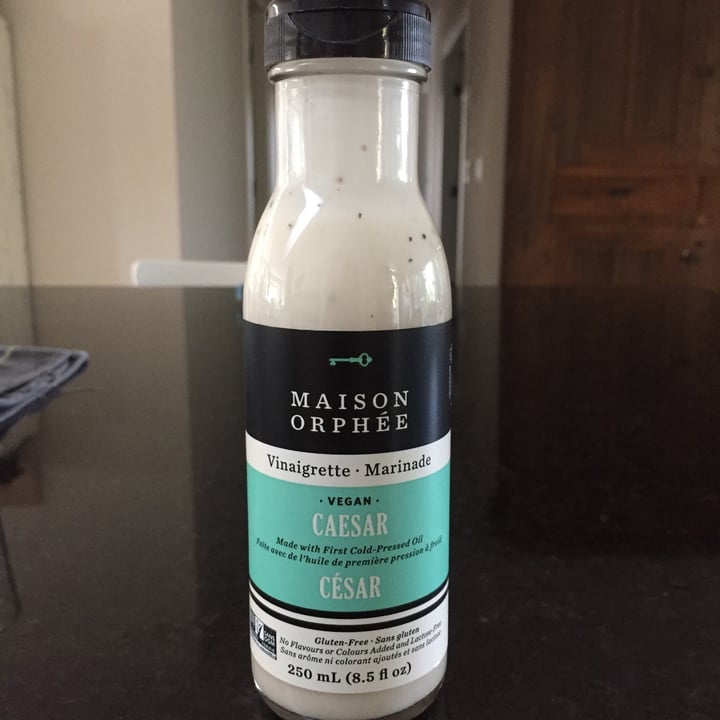 MAISON
ORPHÉE
Vinaigrette · Marinade
· VEGAN ·
CAESAR
Made with First Cold-Pressed Oil
Faite avec de l'huile de première pression à froid
CÉSAR
Gluten-Free · Sans gluten
No Flavours or Colours Added and Lactose-Free
Sans arôme ni colorant ajoutés et sans lactose
250 mL (8.5 fl oz)